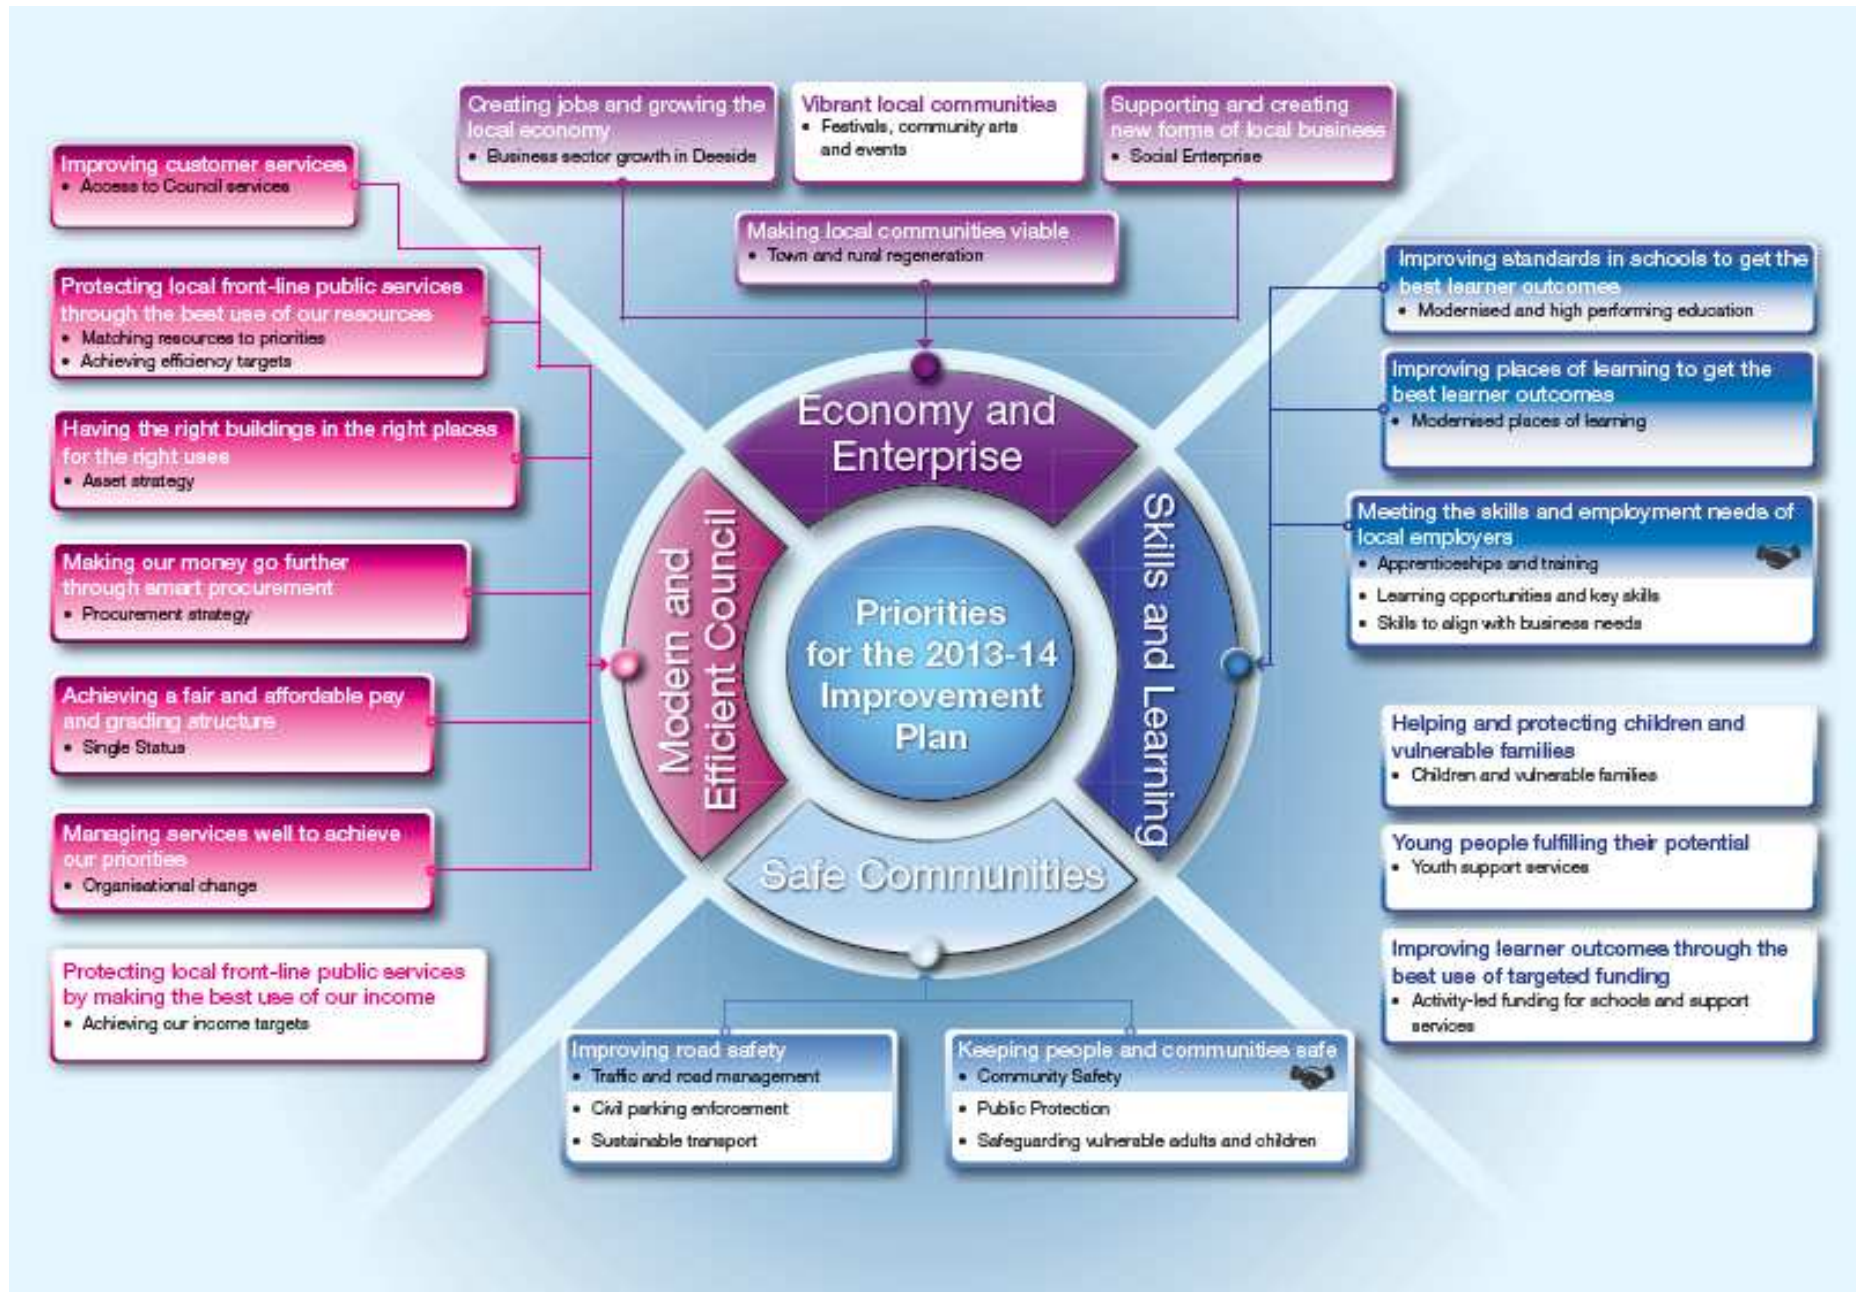 Creating jobs and growing the
local economy
• Business sector growth in Deeside
Vibrant local communities
• Festivals, community arts
and events
Supporting and creating
new forms of local business
• Social Enterprise
Making local communities viable
• Town and rural regeneration
Improving customer services
• Access to Council services
Protecting local front-line public services
through the best use of our resources
• Matching resources to priorities
• Achieving efficiency targets
Having the right buildings in the right places
for the right uses
• Asset strategy
Making our money go further
through smart procurement
• Procurement strategy
Achieving a fair and affordable pay
and grading structure
• Single Status
Managing services well to achieve
our priorities
• Organisational change
Protecting local front-line public services
by making the best use of our income
• Achieving our income targets
Economy and
Enterprise
Modern and
Efficient Council
Priorities
for the 2013-14
Improvement
Plan
Skills and Learning
Safe Communities
Improving standards in schools to get the
best learner outcomes
• Modernised and high performing education
Improving places of learning to get the
best learner outcomes
• Modernised places of learning
Meeting the skills and employment needs of
local employers
• Apprenticeships and training
• Learning opportunities and key skills
• Skills to align with business needs
Helping and protecting children and
vulnerable families
• Children and vulnerable families
Young people fulfilling their potential
• Youth support services
Improving learner outcomes through the
best use of targeted funding
• Activity-led funding for schools and support
services
Improving road safety
• Traffic and road management
• Civil parking enforcement
• Sustainable transport
Keeping people and communities safe
• Community Safety
• Public Protection
• Safeguarding vulnerable adults and children